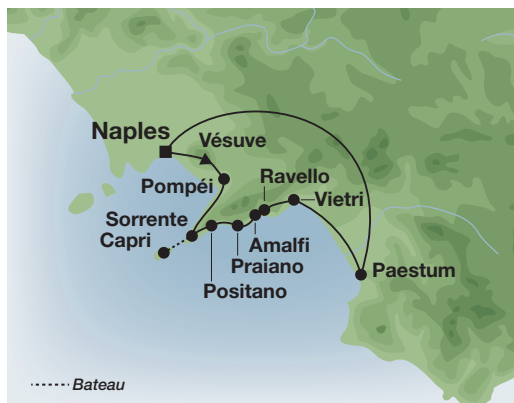 Naples
Vésuve
Pompéi
Ravello
Vietri
Sorrente
Capri
Amalfi
Praiano
Positano
Paestum
Bateau